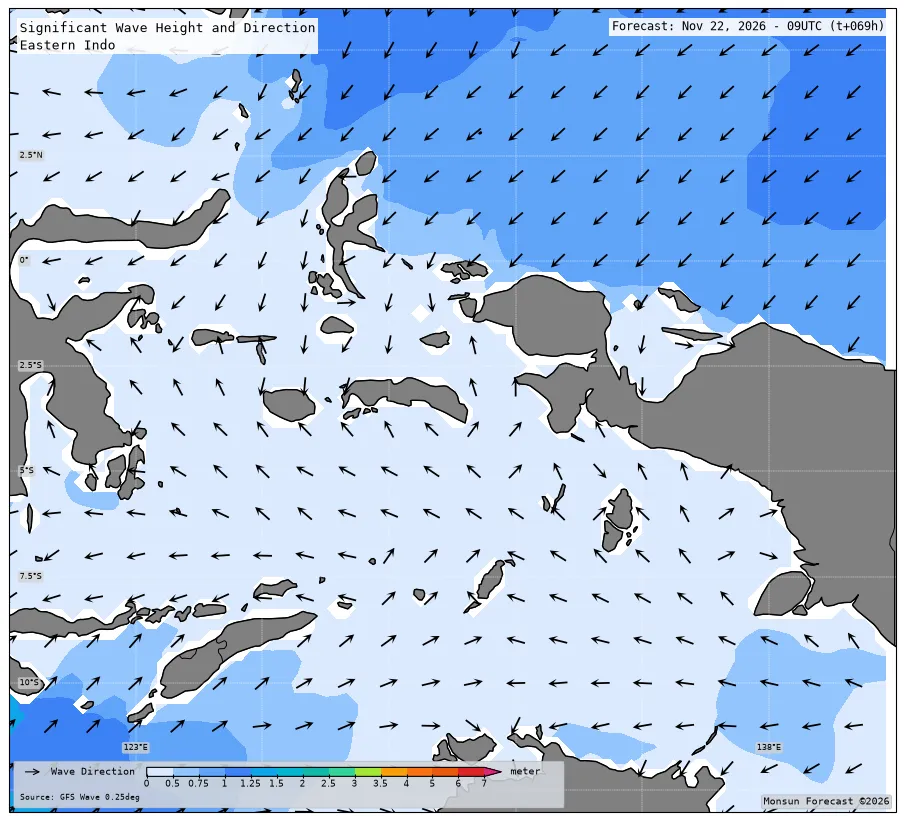 Significant Wave Height and Direction
Eastern Indo
Forecast: Nov 22, 2026 - 09UTC (t+069h)
2.5°N
0°
2.5°S
5°S
7.5°S
10°S
123°E
138°E
Wave Direction
meter
0 0.5 0.75 1 1.25 1.5 2 2.5 3 3.5 4 5 6 7
Source: GFS Wave 0.25deg
Monsun Forecast ©2026